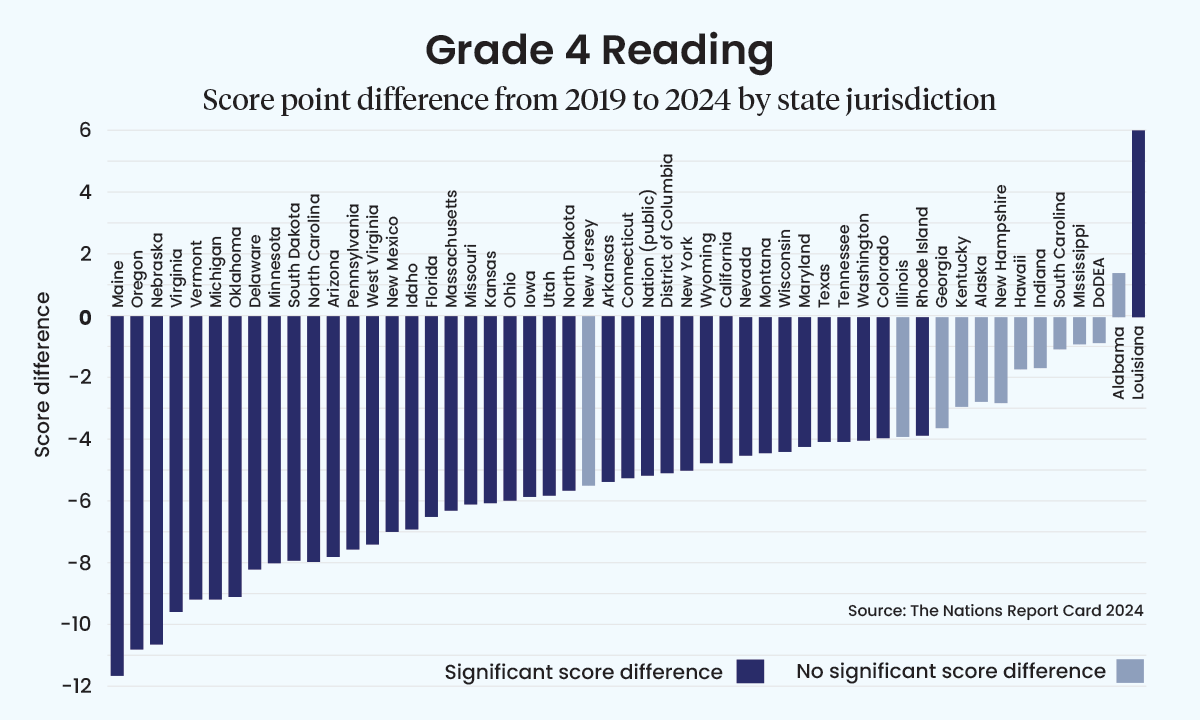 Grade 4 Reading
Score point difference from 2019 to 2024 by state jurisdiction
Score difference
6
4
2
0
−2
−4
−6
−8
−10
−12
Maine
Oregon
Nebraska
Virginia
Vermont
Michigan
Oklahoma
Delaware
Minnesota
South Dakota
North Carolina
Arizona
Pennsylvania
West Virginia
New Mexico
Idaho
Florida
Massachusetts
Missouri
Kansas
Ohio
Iowa
Utah
North Dakota
New Jersey
Arkansas
Connecticut
Nation (public)
District of Columbia
New York
Wyoming
California
Nevada
Montana
Wisconsin
Maryland
Texas
Tennessee
Washington
Colorado
Illinois
Rhode Island
Georgia
Kentucky
Alaska
New Hampshire
Hawaii
Indiana
South Carolina
Mississippi
DoDEA
Alabama
Louisiana
Source: The Nations Report Card 2024
Significant score difference
No significant score difference